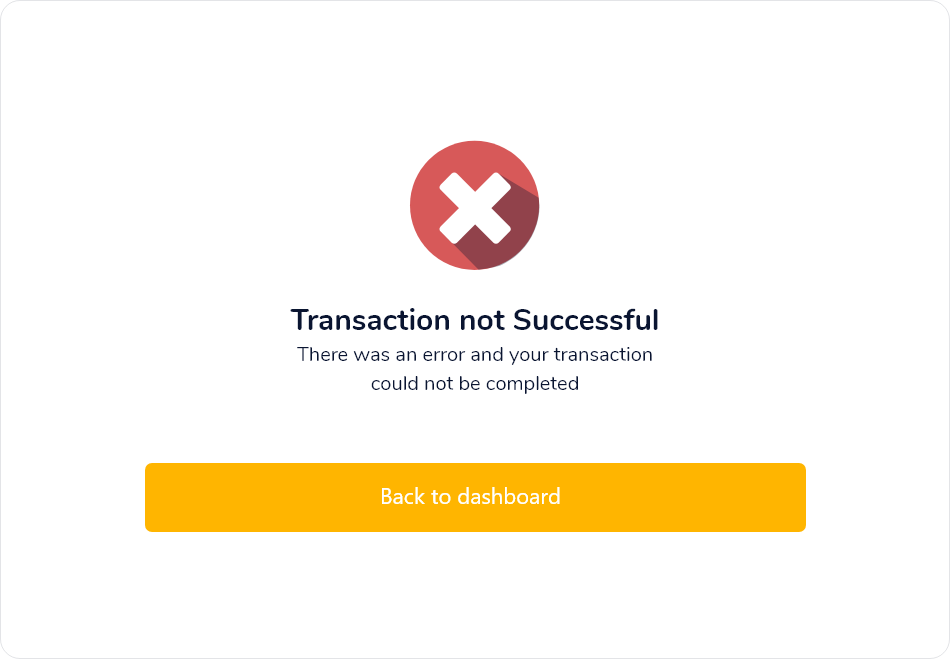 Transaction not Successful
There was an error and your transaction
could not be completed
Back to dashboard